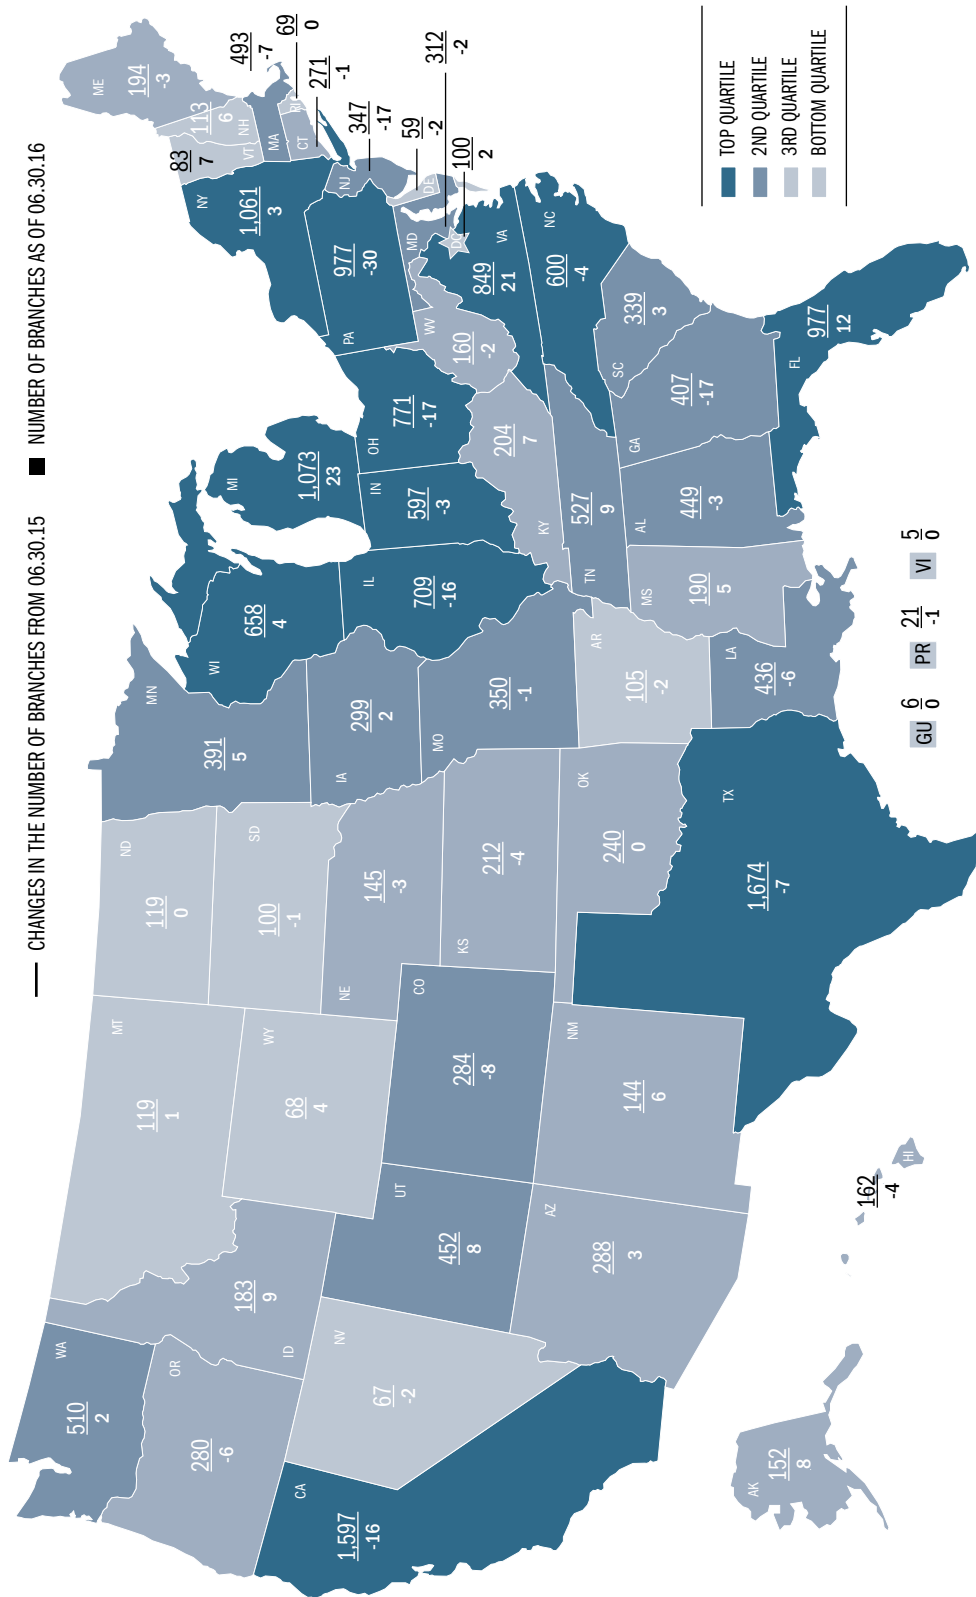 CHANGES IN THE NUMBER OF BRANCHES FROM 06.30.15
NUMBER OF BRANCHES AS OF 06.30.16
WA
510
2
OR
280
-6
CA
1,597
-16
ID
183
9
NV
67
-2
MT
119
1
WY
68
4
UT
452
8
AZ
288
3
CO
284
-8
NM
144
6
ND
119
0
SD
100
-1
NE
145
-3
KS
212
-4
OK
240
0
TX
1,674
-7
MN
391
5
IA
299
2
MO
350
-1
AR
105
-2
LA
436
-6
WI
658
4
IL
709
-16
MI
1,073
23
IN
597
-3
OH
771
-17
KY
204
7
TN
527
9
MS
190
5
AL
449
-3
GA
407
-17
FL
977
12
SC
339
3
NC
600
-4
VA
849
21
WV
160
-2
PA
977
-30
NY
1,061
3
VT
83
7
NH
113
6
ME
194
-3
MA
493
-7
RI
69
0
CT
271
-1
NJ
347
-17
DE
59
-2
MD
312
-2
DC
100
2
AK
152
8
HI
162
-4
GU 6
0
PR 21
-1
VI 5
0
TOP QUARTILE
2ND QUARTILE
3RD QUARTILE
BOTTOM QUARTILE